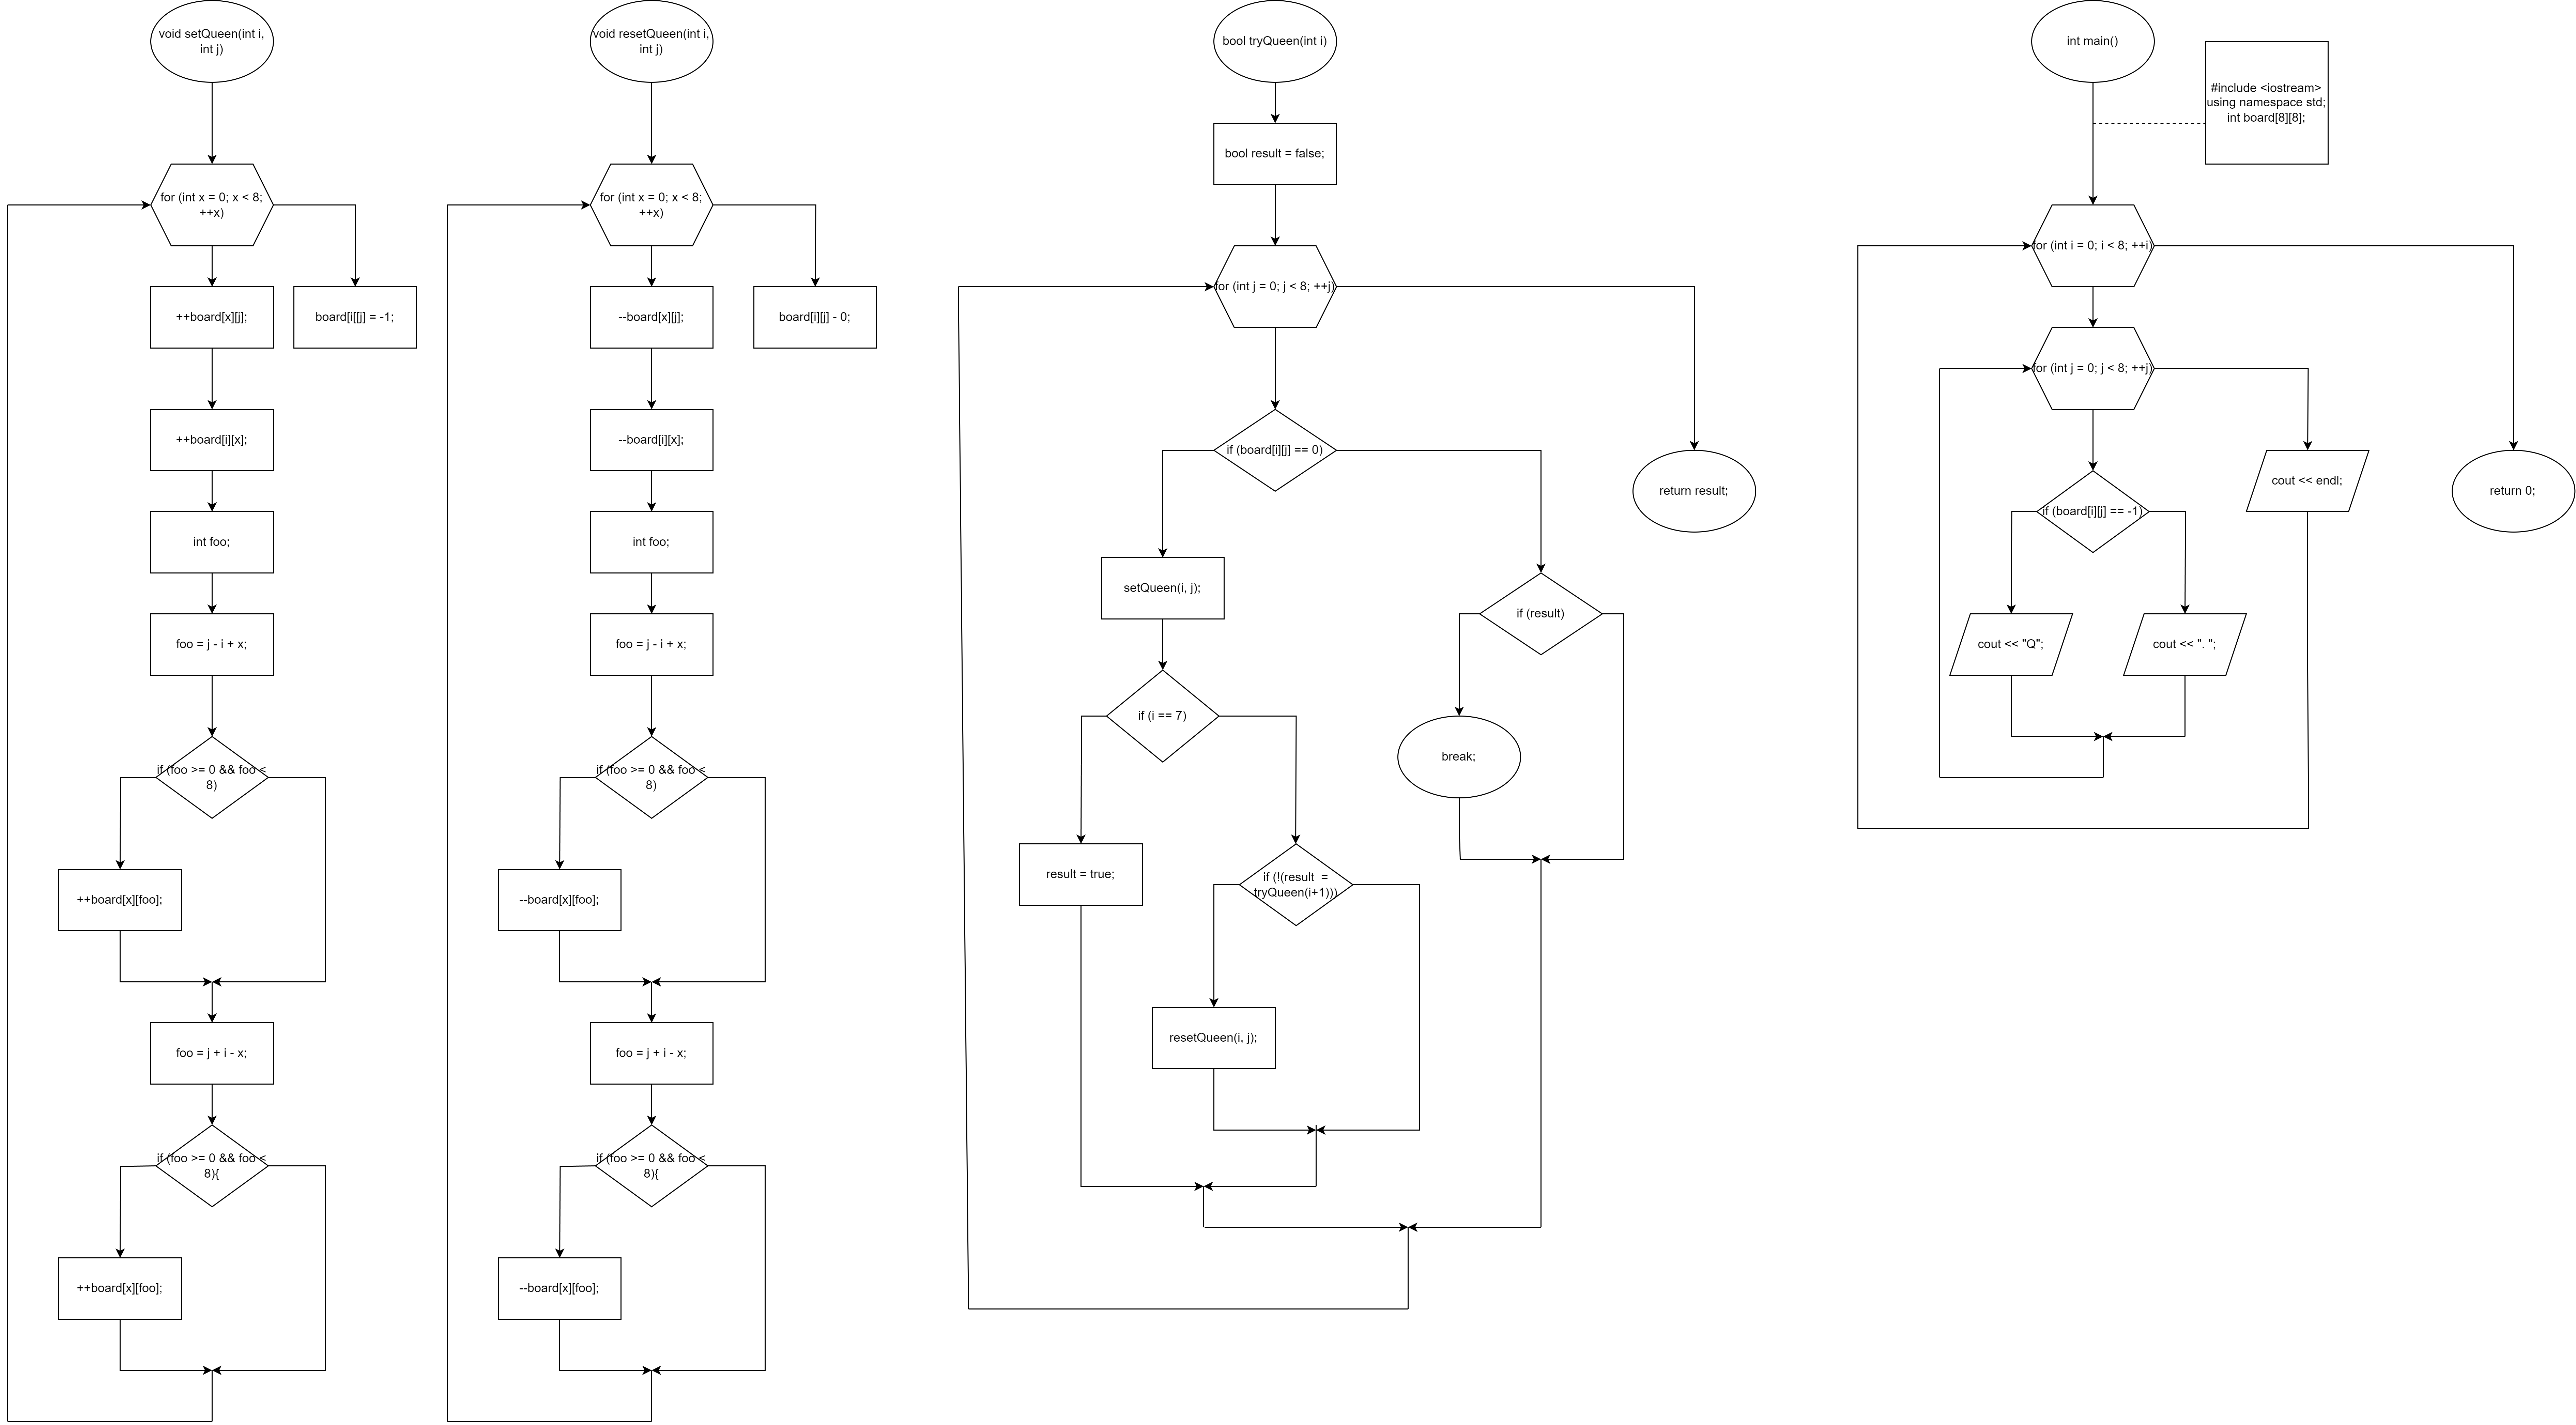 void setQueen(int i,
int j)
for (int x = 0; x < 8;
++x)
++board[x][j];
board[i[[j] = -1;
++board[i][x];
int foo;
foo = j - i + x;
if (foo >= 0 && foo <
8)
++board[x][foo];
foo = j + i - x;
if (foo >= 0 && foo <
8){
++board[x][foo];
void resetQueen(int i,
int j)
for (int x = 0; x < 8;
++x)
--board[x][j];
board[i][j] - 0;
--board[i][x];
int foo;
foo = j - i + x;
if (foo >= 0 && foo <
8)
--board[x][foo];
foo = j + i - x;
if (foo >= 0 && foo <
8){
--board[x][foo];
bool tryQueen(int i)
bool result = false;
for (int j = 0; j < 8; ++j)
if (board[i][j] == 0)
return result;
setQueen(i, j);
if (result)
if (i == 7)
break;
result = true;
if (!(result  =
tryQueen(i+1)))
resetQueen(i, j);
int main()
#include <iostream>
using namespace std;
int board[8][8];
for (int i = 0; i < 8; ++i)
for (int j = 0; j < 8; ++j)
if (board[i][j] == -1)
cout << endl;
return 0;
cout << "Q";
cout << ". ";